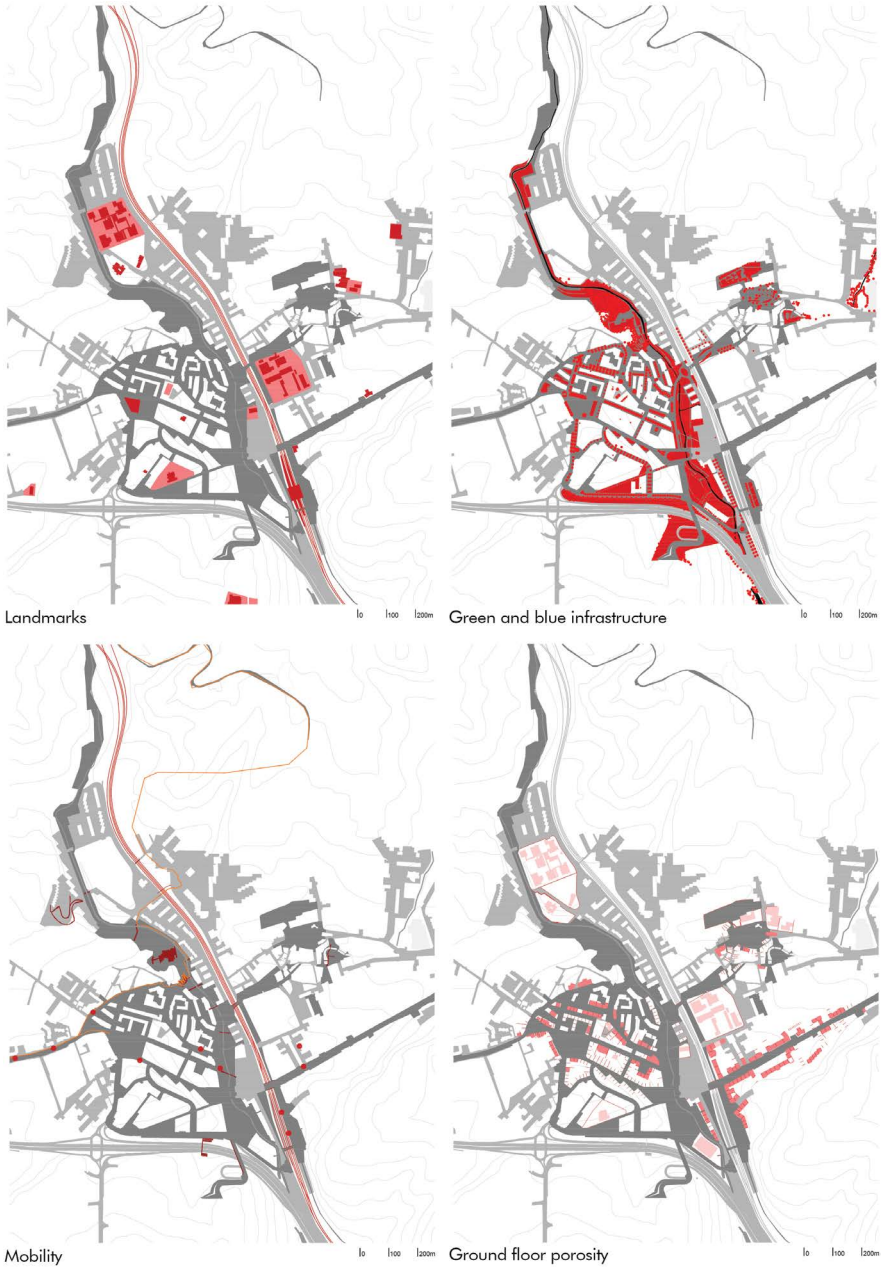 Landmarks
0 100 200m
Green and blue infrastructure
0 100 200m
Mobility
0 100 200m
Ground floor porosity
0 100 200m